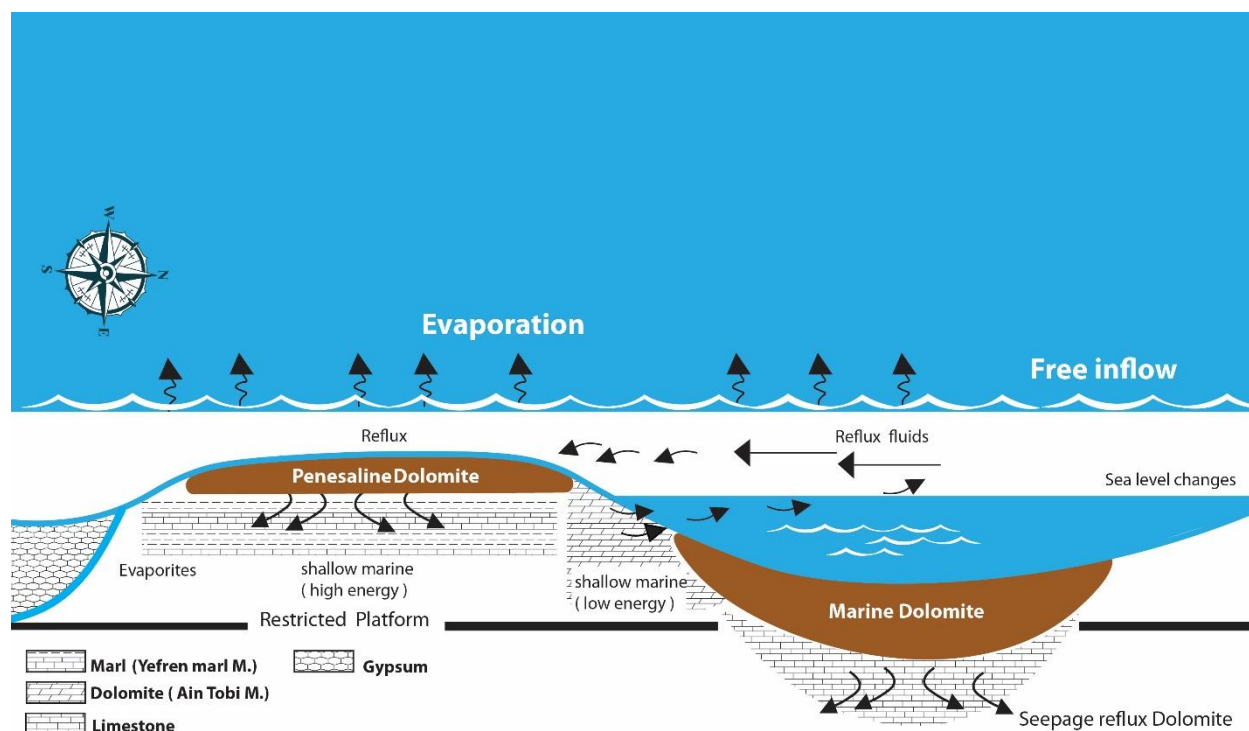 W
S
N
E
Evaporation
Free inflow
Reflux
Reflux fluids
Penesaline Dolomite
Sea level changes
Evaporites
shallow marine
( high energy )
shallow marine
( low energy )
Marine Dolomite
Restricted Platform
Marl (Yefren marl M.)
Gypsum
Dolomite ( Ain Tobi M.)
Limestone
Seepage reflux Dolomite